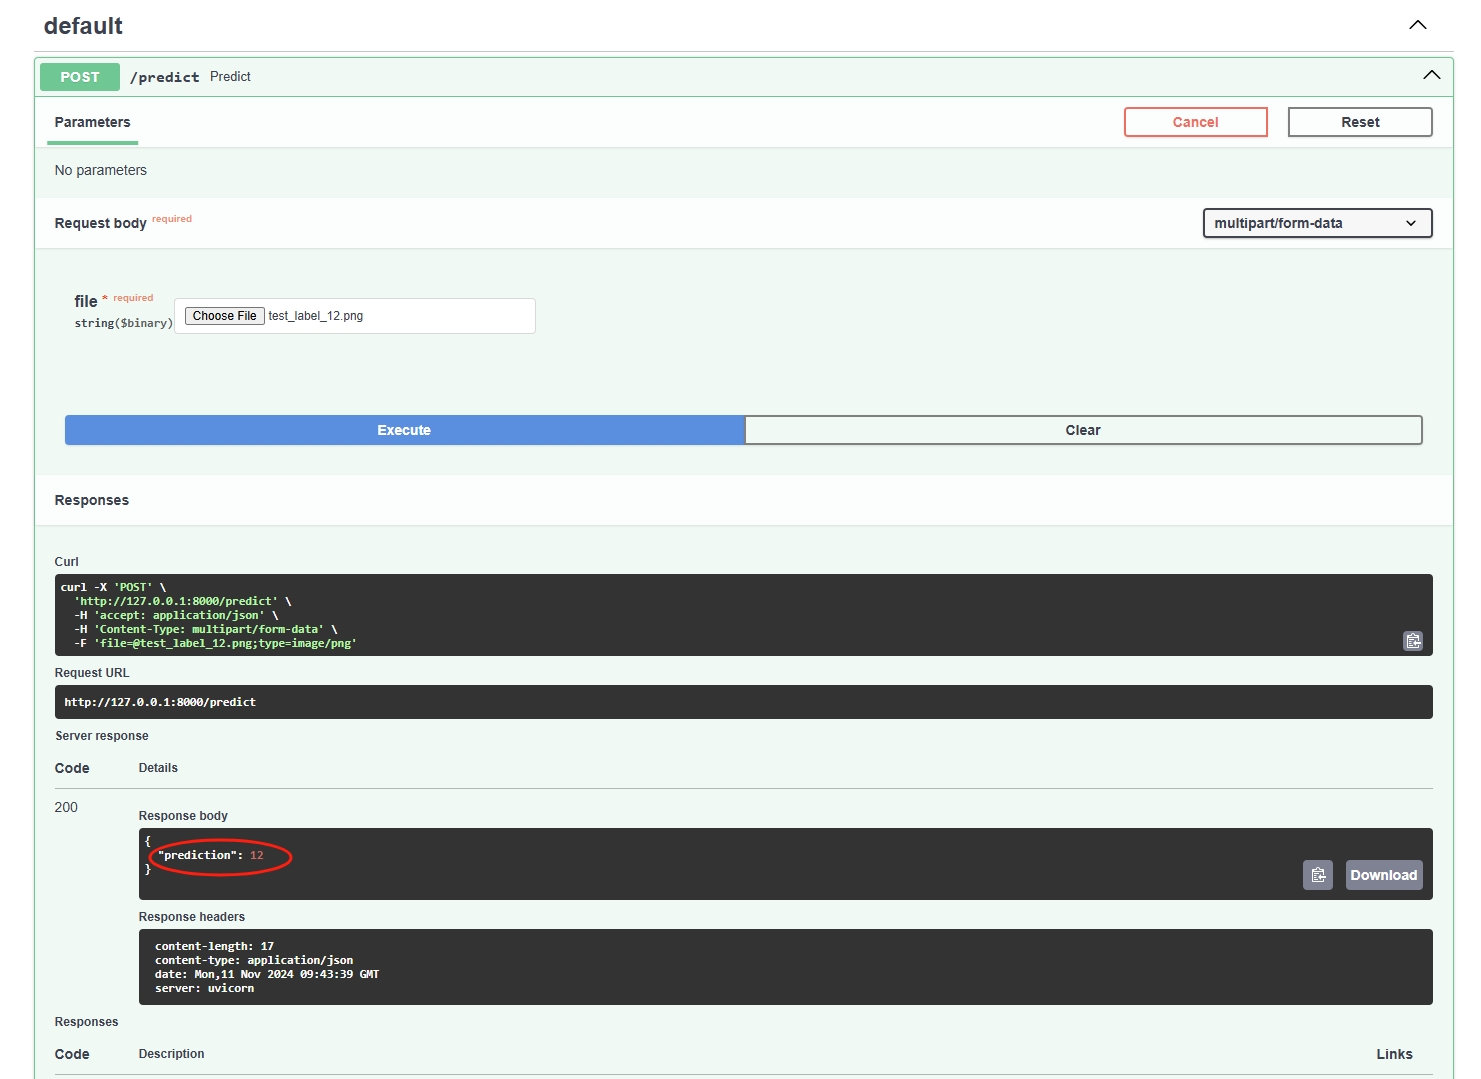 default
POST /predict Predict
Parameters
Cancel
Reset
No parameters
Request body required
multipart/form-data
file * required
string($binary)
Choose File test_label_12.png
Execute
Clear
Responses
Curl
curl -X 'POST' \
'http://127.0.0.1:8000/predict' \
-H 'accept: application/json' \
-H 'Content-Type: multipart/form-data' \
-F 'file=@test_label_12.png;type=image/png'
Request URL
http://127.0.0.1:8000/predict
Server response
Code Details
200
Response body
{
"prediction": 12
}
Download
Response headers
content-length: 17
content-type: application/json
date: Mon,11 Nov 2024 09:43:39 GMT
server: uvicorn
Responses
Code Description Links